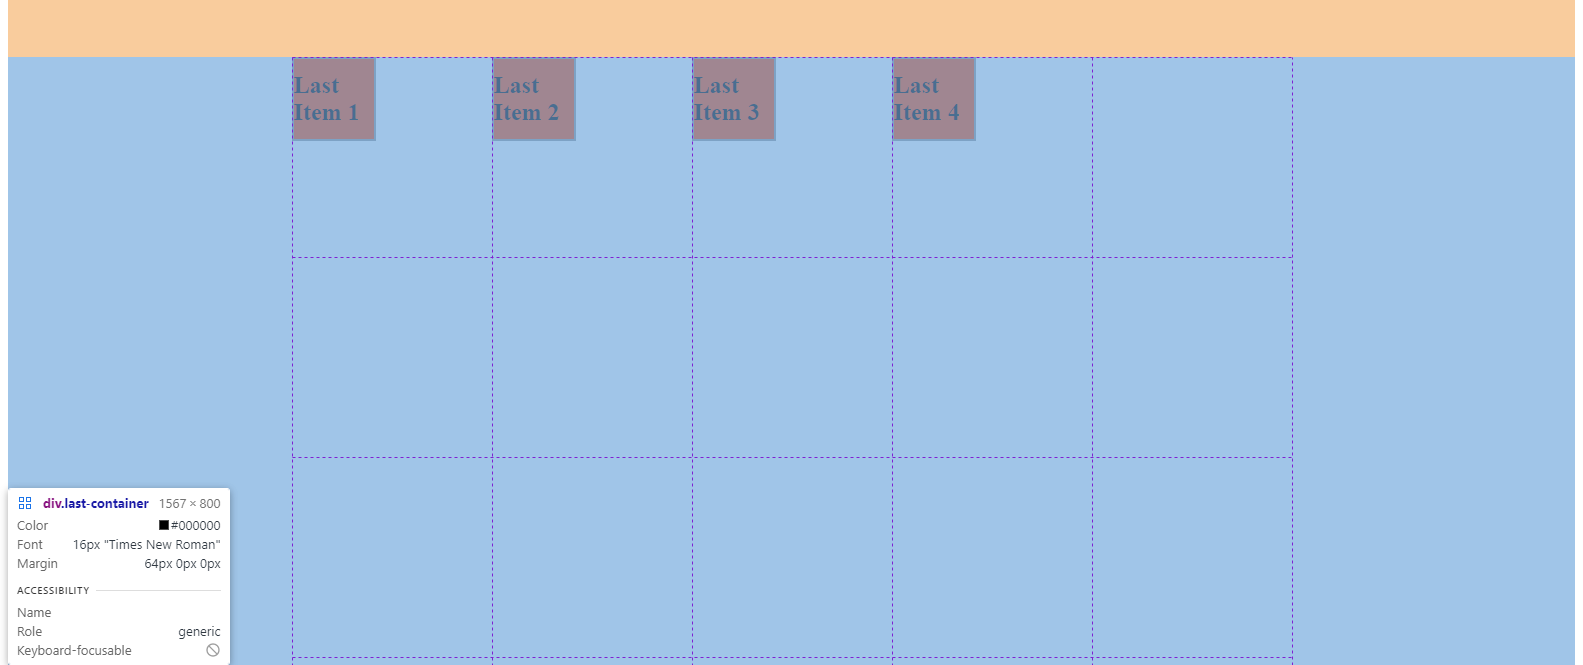 Last Last Last Last
Item 1 Item 2 Item 3 Item 4
div.last-container 1567 × 800
Color #000000
Font 16px "Times New Roman"
Margin 64px 0px 0px
ACCESSIBILITY
Name
Role generic
Keyboard-focusable